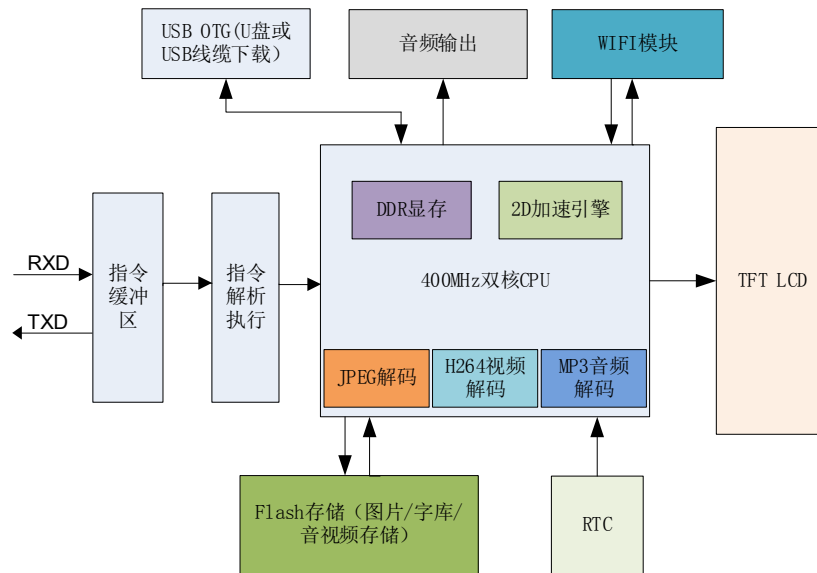 USB OTG(U盘或
USB线缆下载）
音频输出
WIFI模块
DDR显存
2D加速引擎
RXD
TXD
指令
缓冲
区
指令
解析
执行
400MHz双核CPU
TFT LCD
JPEG解码
H264视频
解码
MP3音频
解码
Flash存储（图片/字库/
音视频存储）
RTC